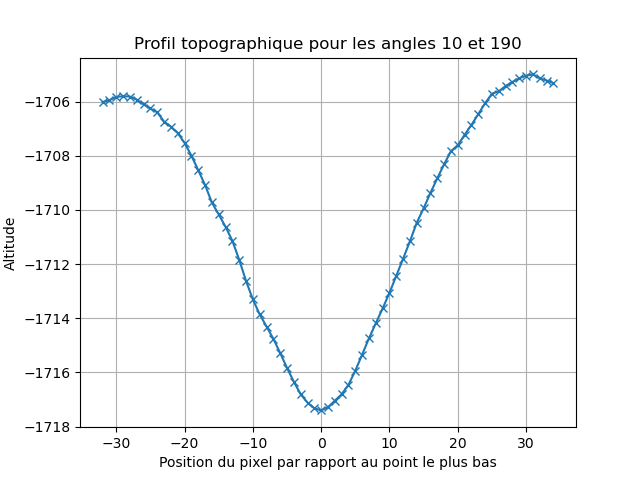 Profil topographique pour les angles 10 et 190
Altitude
−1706
−1708
−1710
−1712
−1714
−1716
−1718
−30 −20 −10 0 10 20 30
Position du pixel par rapport au point le plus bas